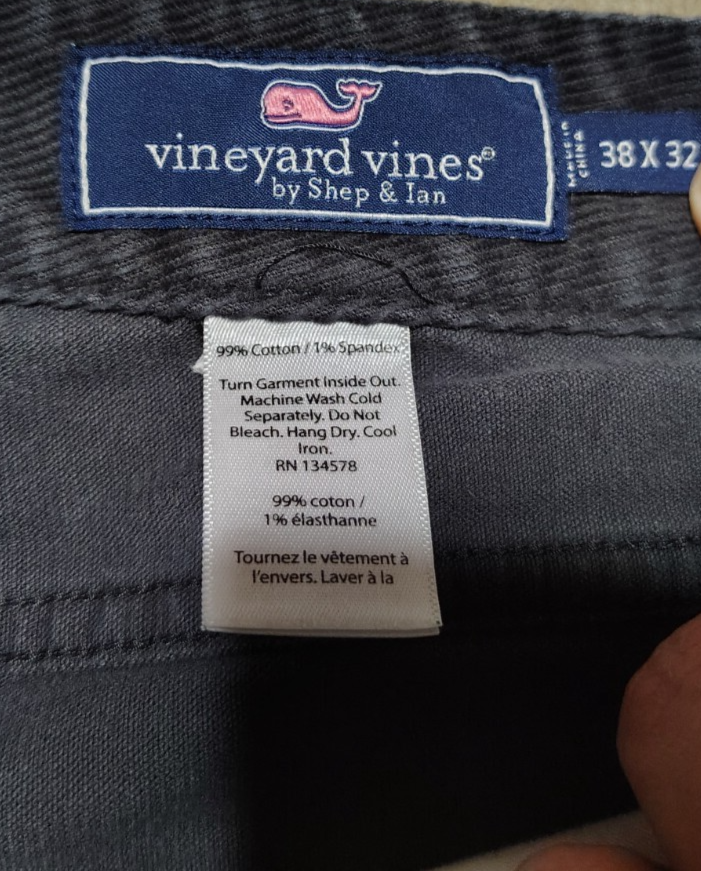 vineyard vines®
by Shep & Ian
MADE IN
CHINA
38 X 32
99% Cotton / 1% Spandex
Turn Garment Inside Out.
Machine Wash Cold
Separately. Do Not
Bleach. Hang Dry. Cool
Iron.
RN 134578
99% coton /
1% élasthanne
Tournez le vêtement à
l'envers. Laver à la